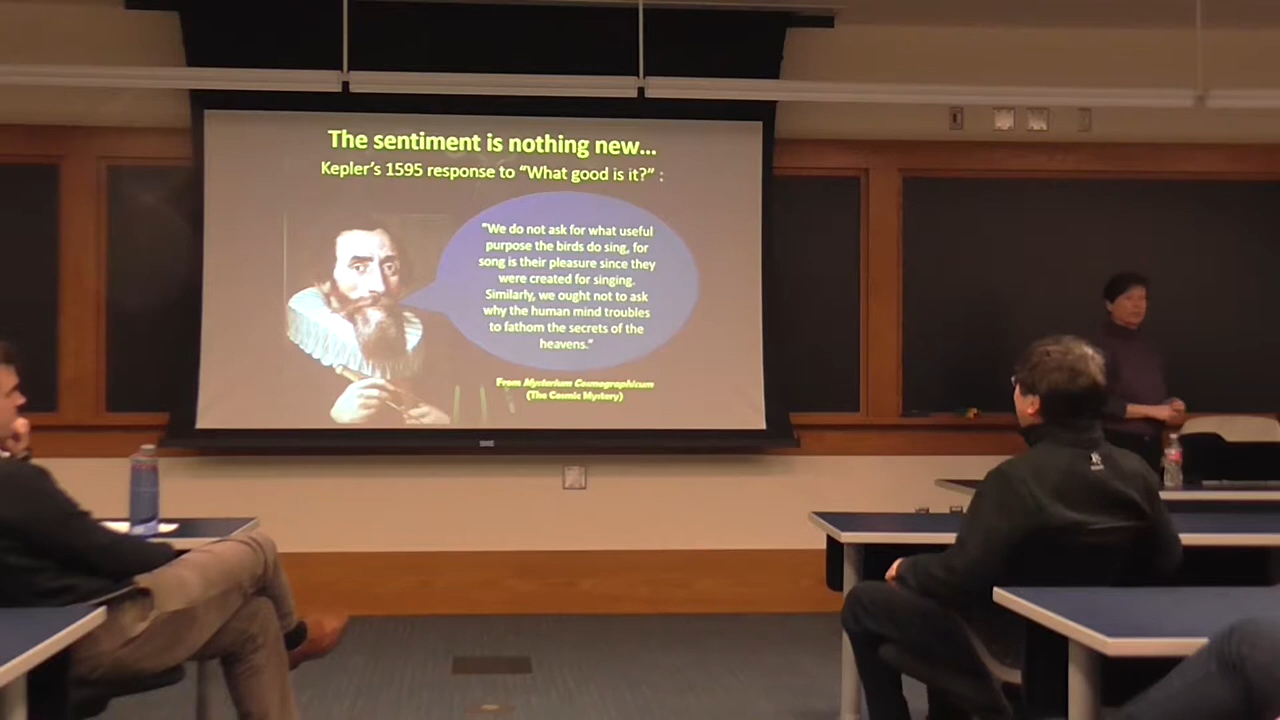 The sentiment is nothing new...
Kepler's 1595 response to "What good is it?" :
"We do not ask for what useful
purpose the birds do sing, for
song is their pleasure since they
were created for singing.
Similarly, we ought not to ask
why the human mind troubles
to fathom the secrets of the
heavens."
From Mysterium Cosmographicum
(The Cosmic Mystery)